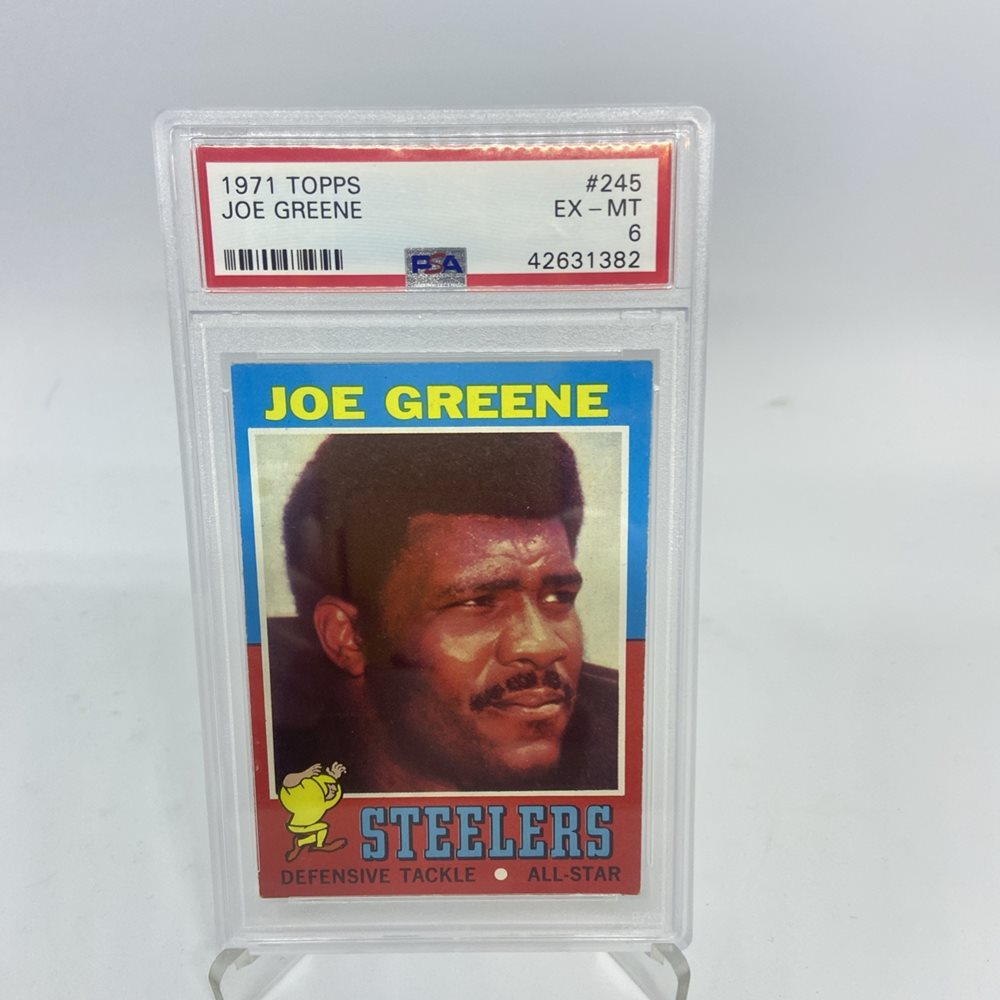 1971 TOPPS #245
JOE GREENE EX – MT
6
PSA 42631382
JOE GREENE
STEELERS
DEFENSIVE TACKLE • ALL-STAR